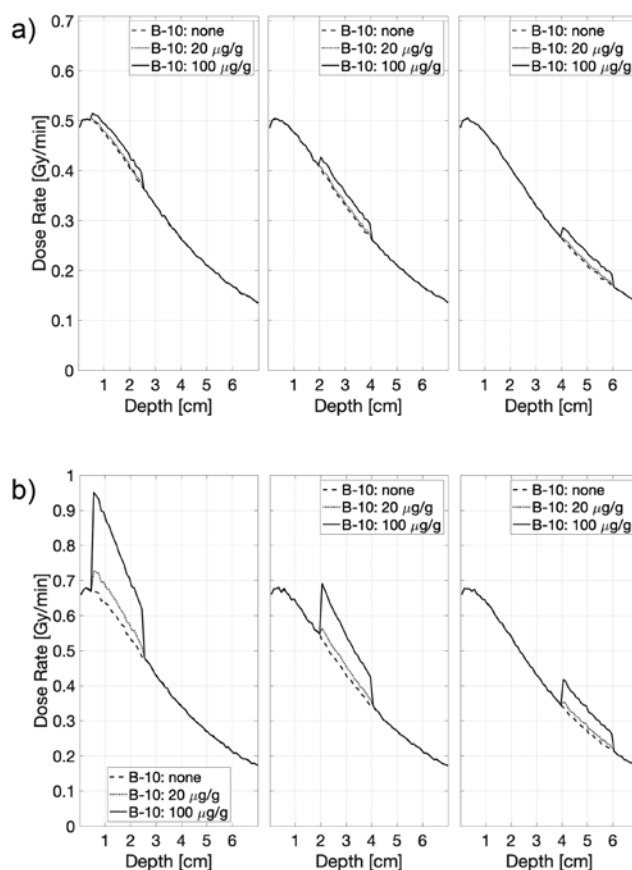 a)
Dose Rate [Gy/min]
0.7
0.6
0.5
0.4
0.3
0.2
0.1
0
B-10: none
B-10: 20 μg/g
B-10: 100 μg/g
1 2 3 4 5 6
Depth [cm]
B-10: none
B-10: 20 μg/g
B-10: 100 μg/g
1 2 3 4 5 6
Depth [cm]
B-10: none
B-10: 20 μg/g
B-10: 100 μg/g
1 2 3 4 5 6
Depth [cm]
b)
Dose Rate [Gy/min]
1
0.9
0.8
0.7
0.6
0.5
0.4
0.3
0.2
0.1
0
B-10: none
B-10: 20 μg/g
B-10: 100 μg/g
1 2 3 4 5 6
Depth [cm]
B-10: none
B-10: 20 μg/g
B-10: 100 μg/g
1 2 3 4 5 6
Depth [cm]
B-10: none
B-10: 20 μg/g
B-10: 100 μg/g
1 2 3 4 5 6
Depth [cm]